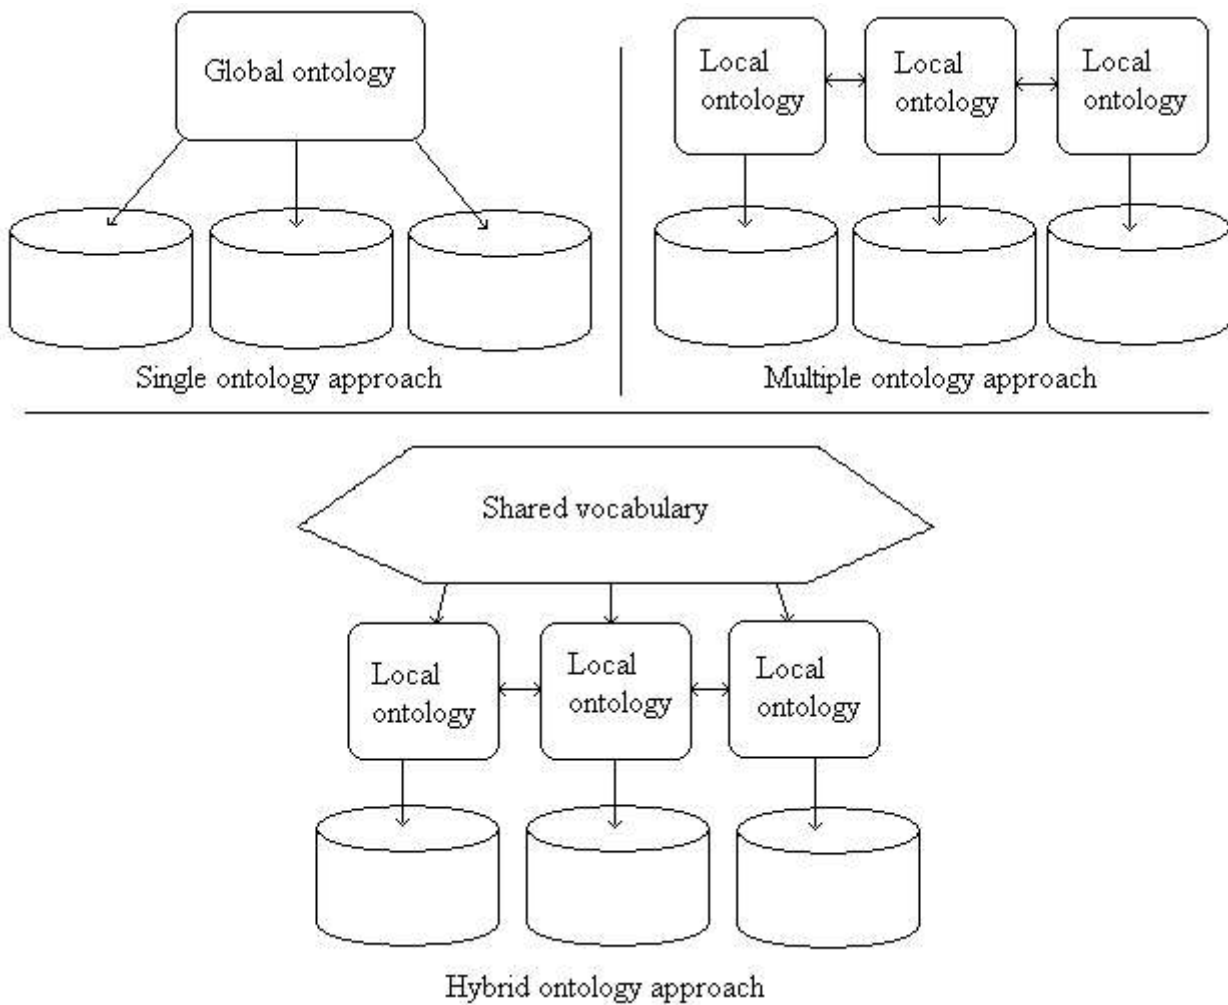 Global ontology
Local
ontology
Local
ontology
Local
ontology
Single ontology approach
Multiple ontology approach
Shared vocabulary
Local
ontology
Local
ontology
Local
ontology
Hybrid ontology approach